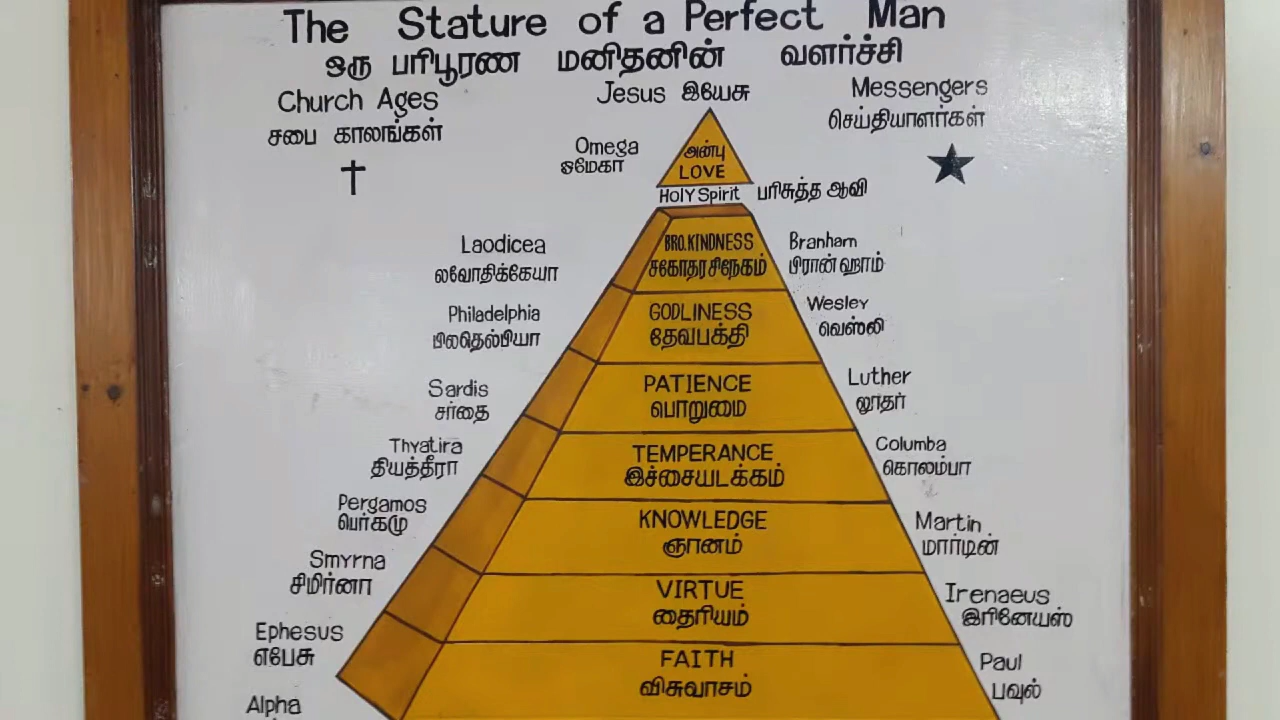 The Stature of a Perfect Man
ஒரு பரிபூரண மனிதனின் வளர்ச்சி
Church Ages
சபை காலங்கள்
Jesus இயேசு
Messengers
செய்தியாளர்கள்
Omega
ஓமேகா
அன்பு
LOVE
HOLY Spirit பரிசுத்த ஆவி
Laodicea
லவோதிக்கேயா
BRO.KINDNESS
சகோதரசிநேகம்
Branham
பிரான்ஹாம்
Philadelphia
பிலதெல்பியா
GODLINESS
தேவபக்தி
Wesley
வெஸ்லி
Sardis
சர்தை
PATIENCE
பொறுமை
Luther
லூதர்
Thyatira
தியத்தீரா
TEMPERANCE
இச்சையடக்கம்
Columba
கொலம்பா
Pergamos
பெர்கமு
KNOWLEDGE
ஞானம்
Martin
மார்டின்
Smyrna
சிமிர்னா
VIRTUE
தைரியம்
Irenaeus
இரினேயஸ்
Ephesus
எபேசு
FAITH
விசுவாசம்
Paul
பவுல்
Alpha